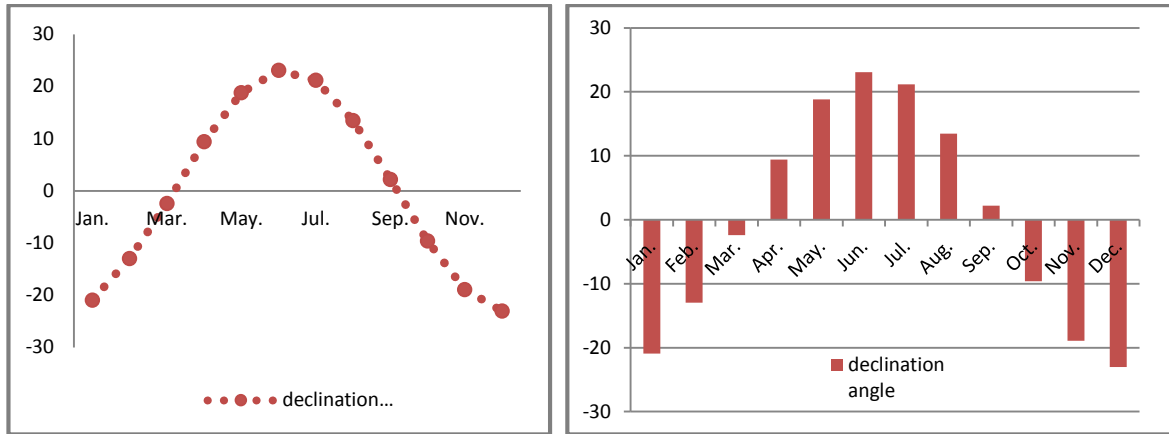 30
20
10
0
-10
-20
-30
Jan. Mar. May. Jul. Sep. Nov.
declination...
30
20
10
0
-10
-20
-30
Jan. Feb. Mar. Apr. May. Jun. Jul. Aug. Sep. Oct. Nov. Dec.
declination
angle